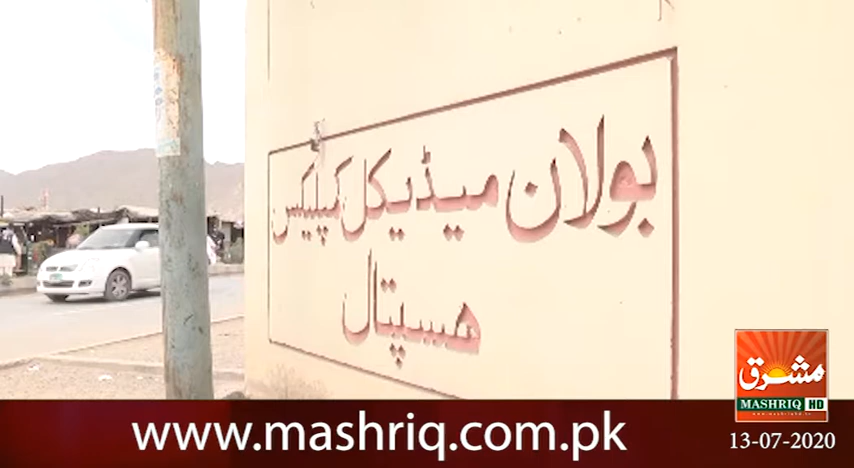 بولان میڈیکل کمپلیکس
ہسپتال
مشرق
MASHRIQ HD
www.mashriq.com.pk
13-07-2020